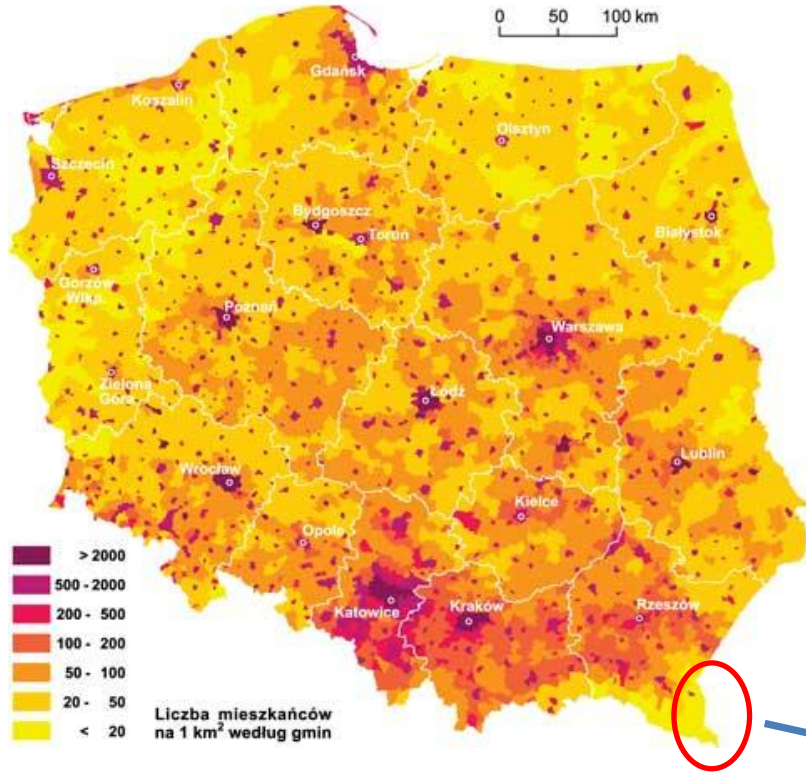 0 50 100 km
Gdańsk
Koszalin
Olsztyn
Szczecin
Bydgoszcz
Toruń
Białystok
Gorzów
Wlkp.
Poznań
Warszawa
Zielona
Góra
Łódź
Wrocław
Lublin
Kielce
Opole
> 2000
500 - 2000
200 - 500
100 - 200
50 - 100
20 - 50
< 20
Katowice
Kraków
Rzeszów
Liczba mieszkańców
na 1 km² według gmin